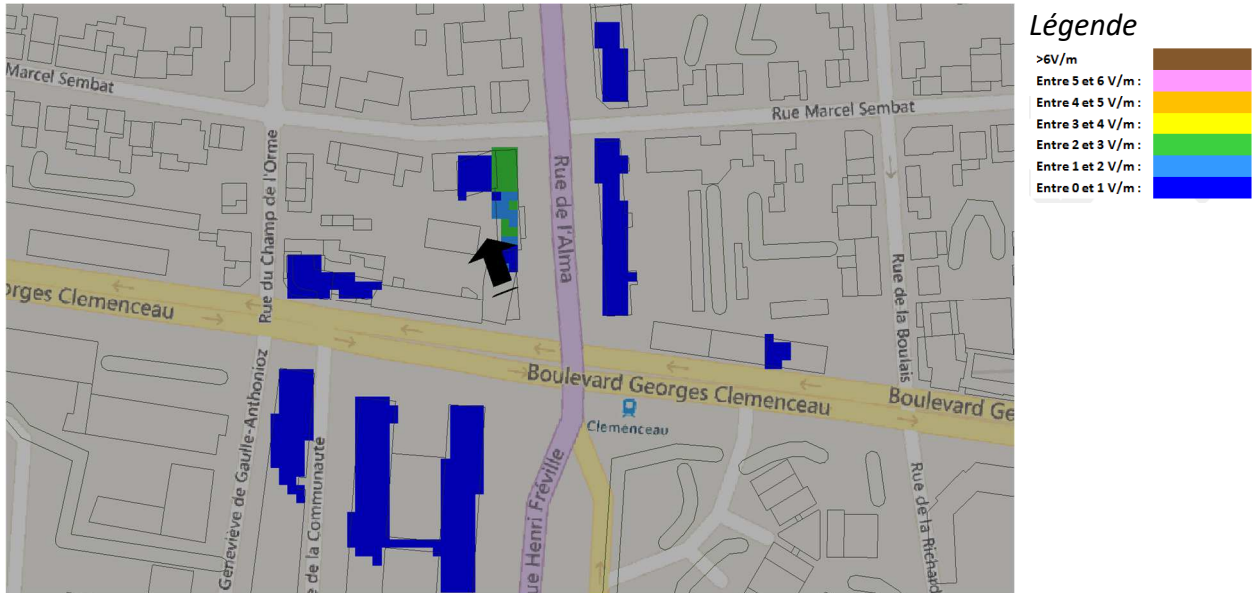 Légende
>6V/m
Entre 5 et 6 V/m :
Entre 4 et 5 V/m :
Entre 3 et 4 V/m :
Entre 2 et 3 V/m :
Entre 1 et 2 V/m :
Entre 0 et 1 V/m :
Marcel Sembat
Rue Marcel Sembat
Rue du Champ de l'Orme
Rue de l'Alma
Rue de la Boulais
orges Clemenceau
Boulevard Georges Clemenceau
Boulevard Ge
Clemenceau
Geneviève de Gaulle-Anthonioz
e de la Communaute
ue Henri Fréville
Rue de la Richard